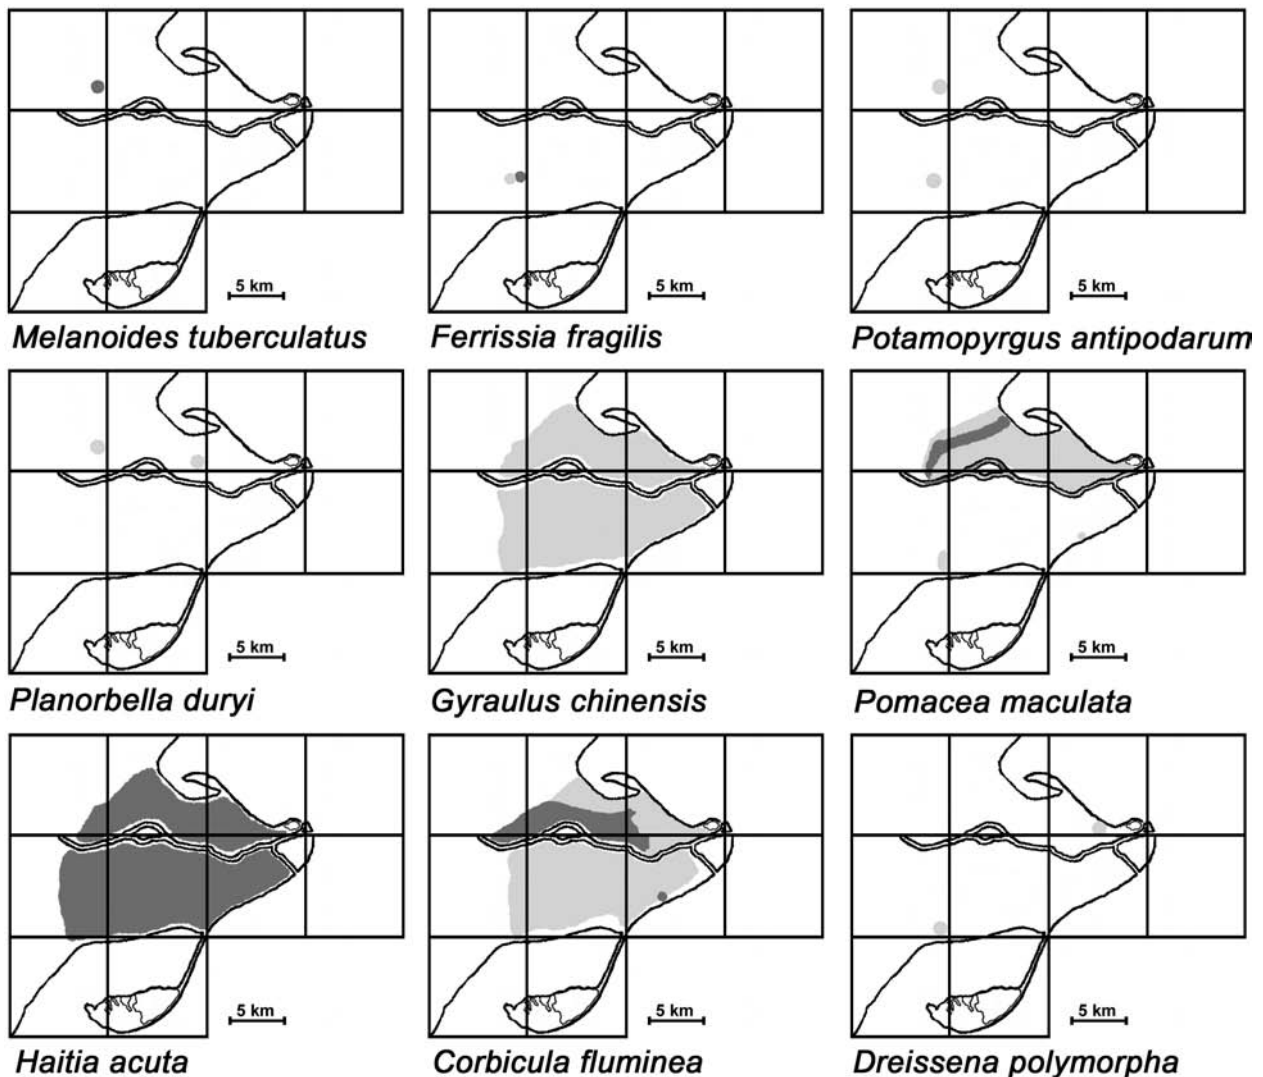 5 km 5 km 5 km
Melanoides tuberculatus Ferrissia fragilis Potamopyrgus antipodarum
5 km 5 km 5 km
Planorbella duryi Gyraulus chinensis Pomacea maculata
5 km 5 km 5 km
Haitia acuta Corbicula fluminea Dreissena polymorpha